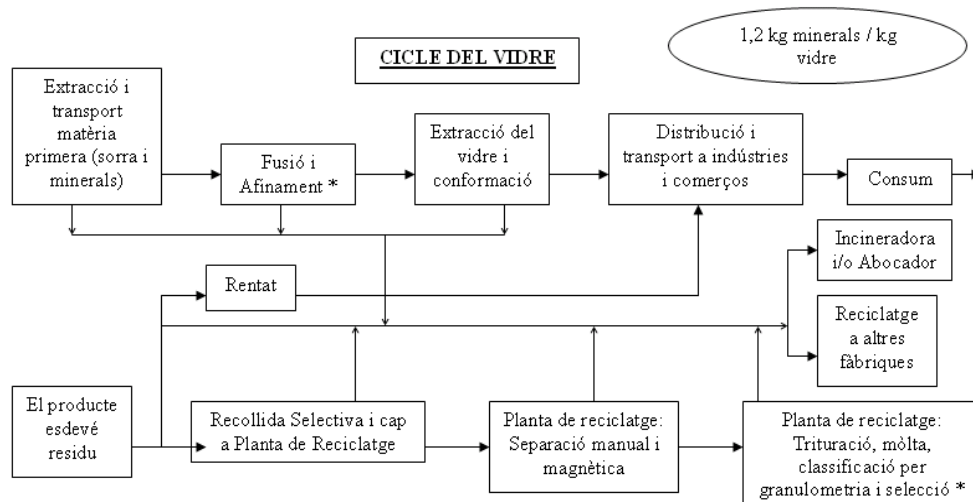 1,2 kg minerals / kg
vidre
CICLE DEL VIDRE
Extracció i
transport
matèria
primera (sorra i
minerals)
Fusió i
Afinament *
Extracció del
vidre i
conformació
Distribució i
transport a indústries
i comerços
Consum
Incineradora
i/o Abocador
Rentat
Reciclatge
a altres
fàbriques
El producte
esdevé
residu
Recollida Selectiva i cap
a Planta de Reciclatge
Planta de reciclatge:
Separació manual i
magnètica
Planta de reciclatge:
Trituració, mòlta,
classificació per
granulometria i selecció *